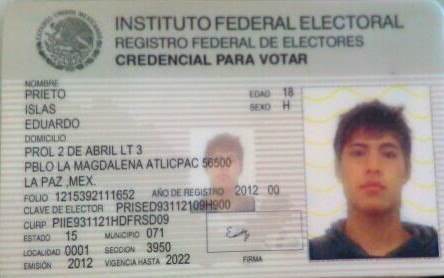 INSTITUTO FEDERAL ELECTORAL
REGISTRO FEDERAL DE ELECTORES
CREDENCIAL PARA VOTAR
NOMBRE
PRIETO
ISLAS
EDUARDO
EDAD 18
SEXO H
DOMICILIO
PROL 2 DE ABRIL LT 3
PBLO LA MAGDALENA ATLICPAC 56500
LA PAZ ,MEX.
FOLIO 1215392111652 AÑO DE REGISTRO 2012 00
CLAVE DE ELECTOR PRISED93112109H900
CURP PIIE931121HDFRSD09
ESTADO 15 MUNICIPIO 071
LOCALIDAD 0001 SECCION 3950
EMISIÓN 2012 VIGENCIA HASTA 2022
FIRMA